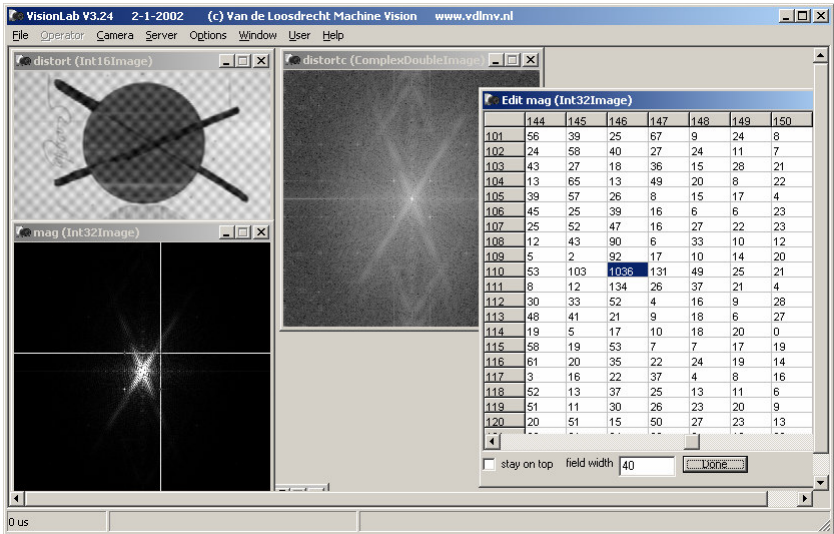 VisionLab V3.24 2-1-2002 (c) Van de Loosdrecht Machine Vision www.vdlmv.nl
File Operator Camera Server Options Window User Help
distort (Int16Image)
distortc (ComplexDoubleImage)
mag (Int32Image)
Edit mag (Int32Image)
144 145 146 147 148 149 150
101 56 39 25 67 9 24 8
102 24 58 40 27 24 11 7
103 43 27 18 36 15 28 21
104 13 65 13 49 20 8 22
105 39 57 26 8 15 17 4
106 45 25 39 16 6 6 23
107 25 52 47 16 27 22 23
108 12 43 90 6 33 10 12
109 5 2 92 17 10 14 20
110 53 103 1036 131 49 25 21
111 8 12 134 26 37 21 4
112 30 33 52 4 16 9 28
113 48 41 21 9 18 6 27
114 19 5 17 10 18 20 0
115 58 19 53 7 7 17 19
116 61 20 35 22 24 19 14
117 3 16 22 37 4 8 16
118 52 13 37 25 13 11 6
119 51 11 30 26 23 20 9
120 20 51 15 50 27 23 13
stay on top field width 40 Done
0 us